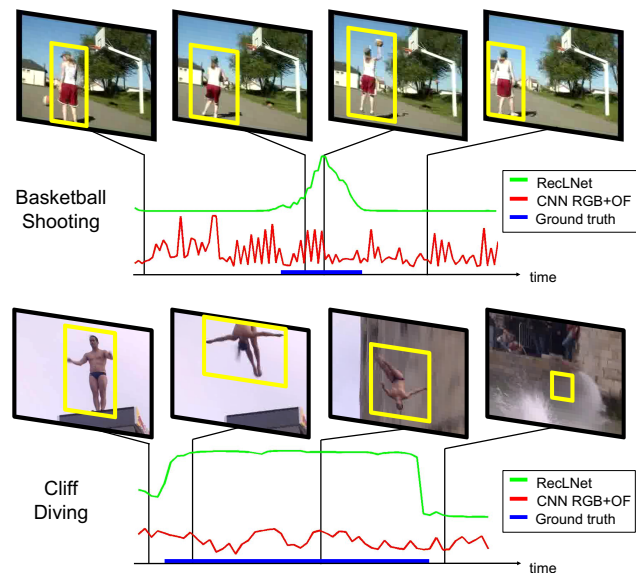 Basketball
Shooting
RecLNet
CNN RGB+OF
Ground truth
time
Cliff
Diving
RecLNet
CNN RGB+OF
Ground truth
time